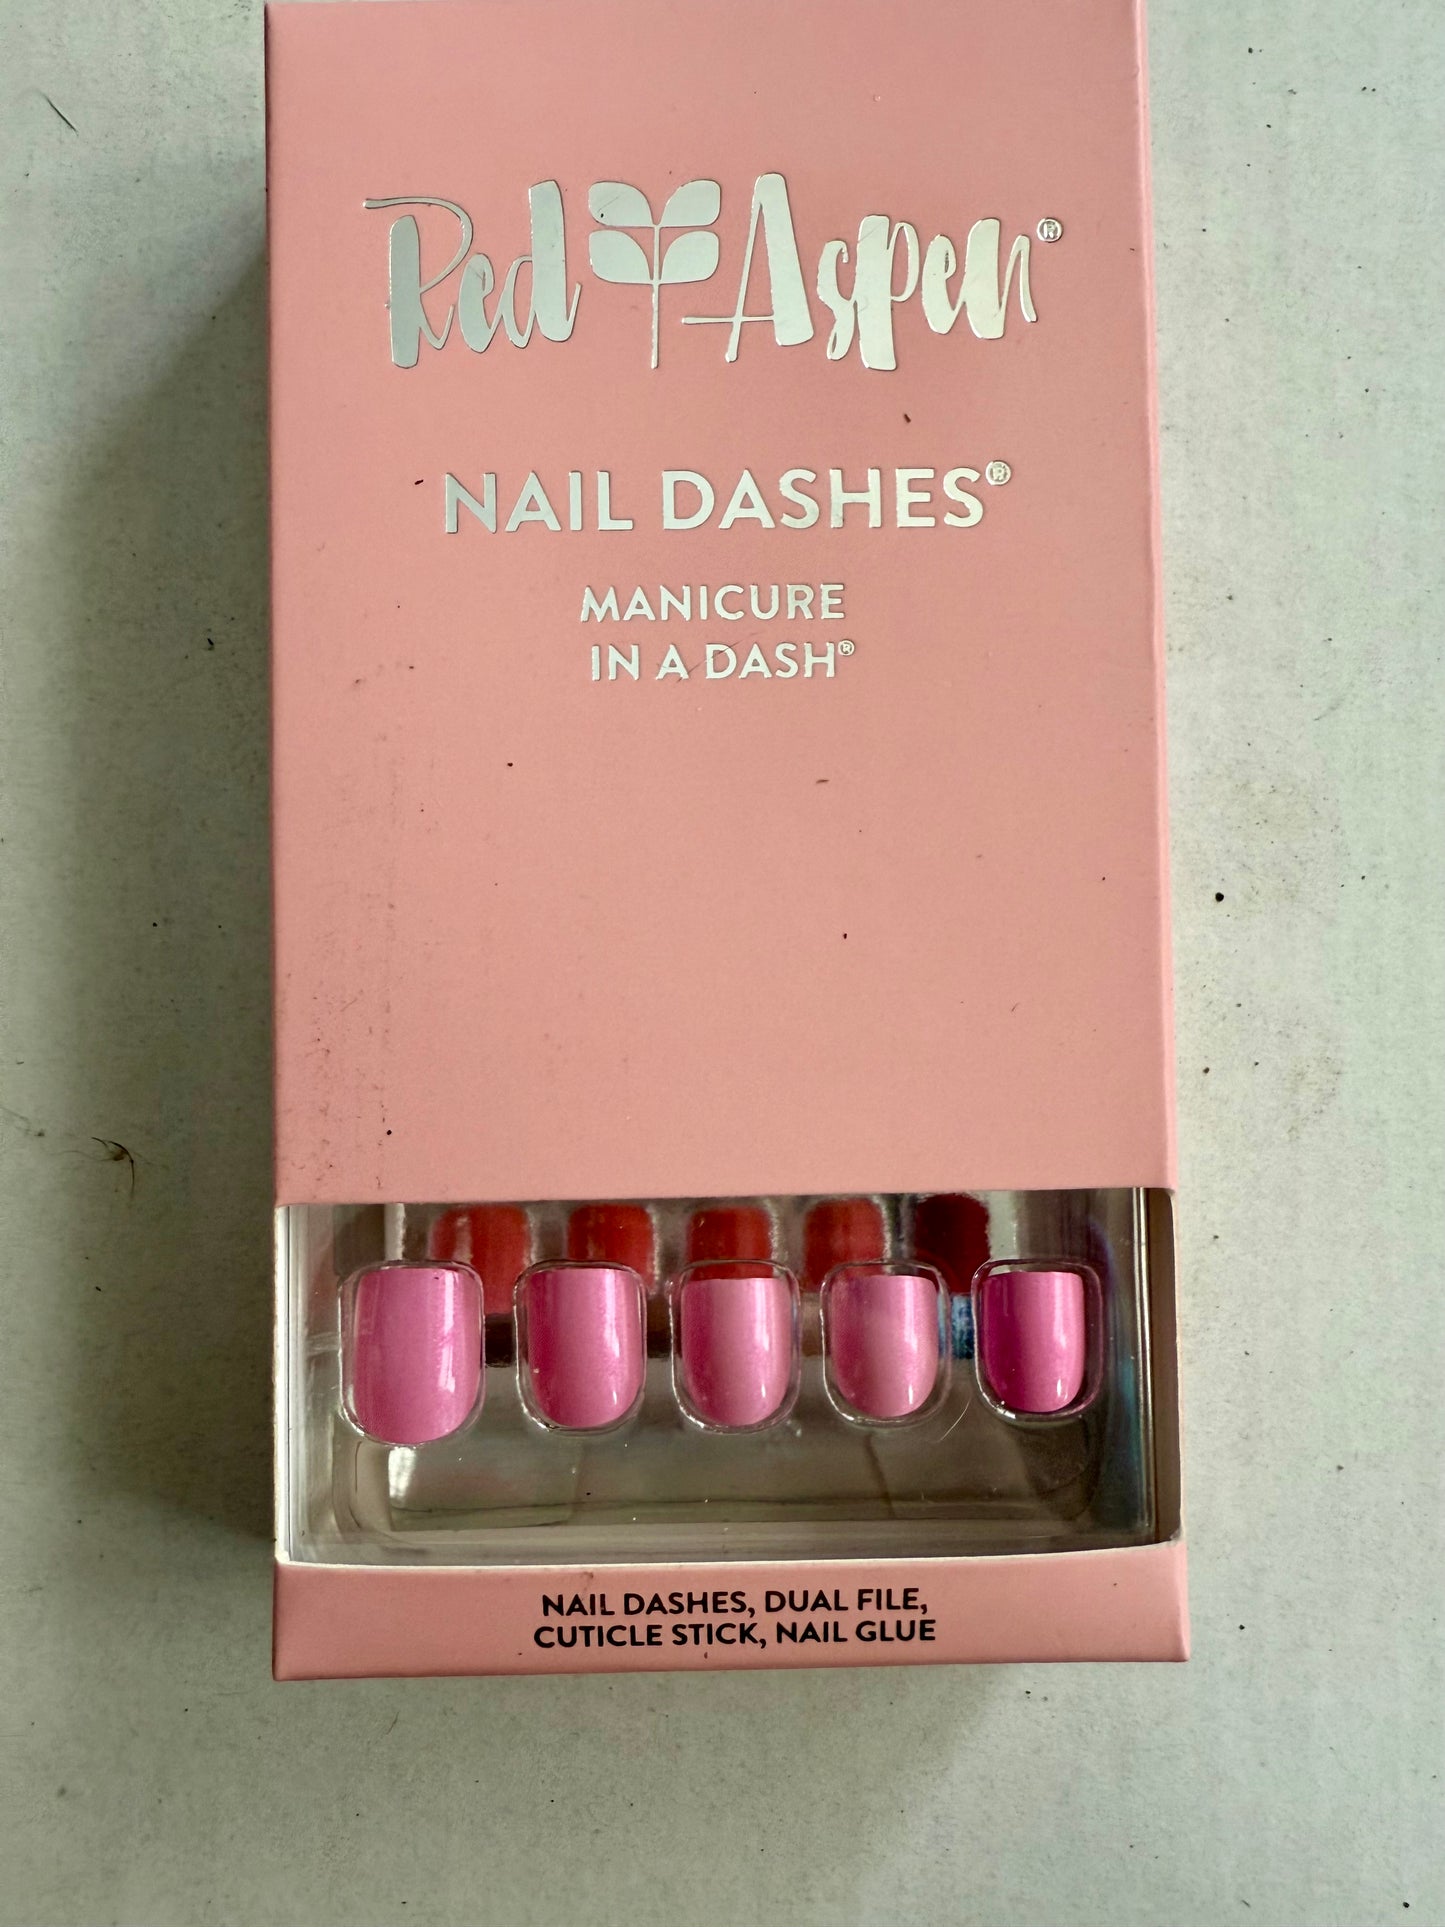 Red Aspen®
NAIL DASHES®
MANICURE
IN A DASH®
NAIL DASHES, DUAL FILE,
CUTICLE STICK, NAIL GLUE